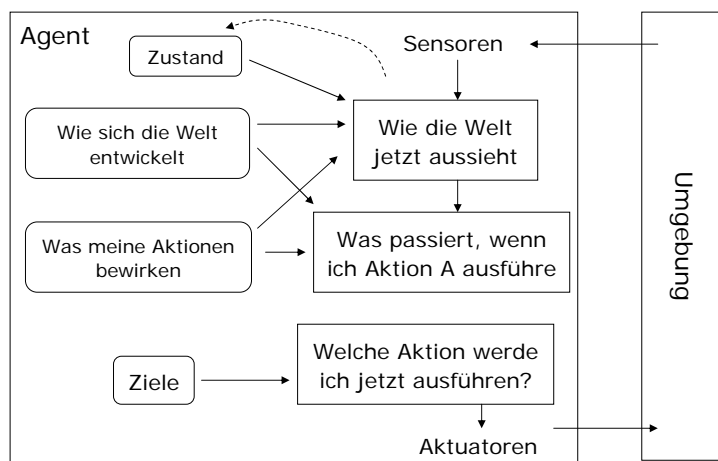 Agent
Sensoren
Zustand
Wie sich die Welt
entwickelt
Wie die Welt
jetzt aussieht
Was meine Aktionen
bewirken
Was passiert, wenn
ich Aktion A ausführe
Ziele
Welche Aktion werde
ich jetzt ausführen?
Aktuatoren
Umgebung